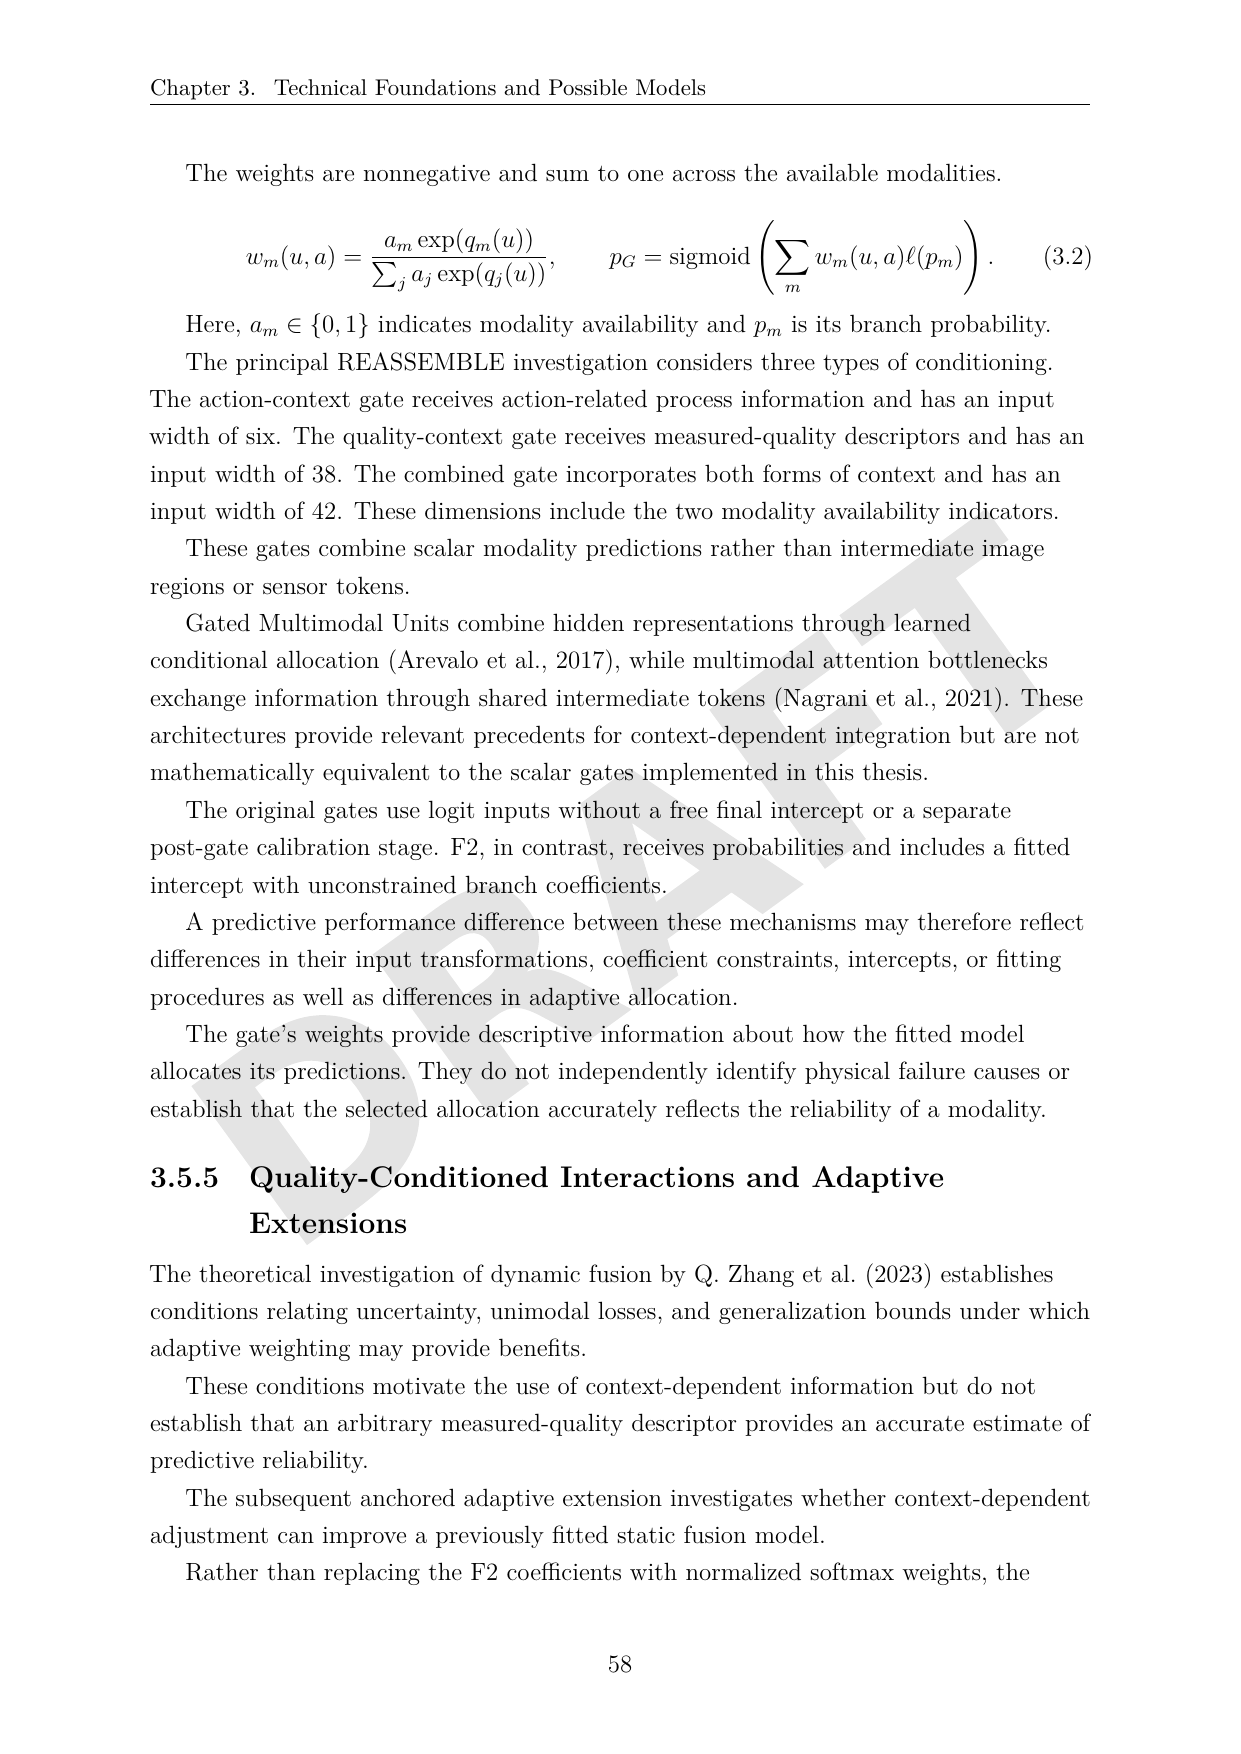 Chapter 3. Technical Foundations and Possible Models
The weights are nonnegative and sum to one across the available modalities.
w_m(u, a) = a_m exp(q_m(u)) / ∑_j a_j exp(q_j(u)), p_G = sigmoid(∑_m w_m(u, a)ℓ(p_m)). (3.2)
Here, a_m ∈ {0, 1} indicates modality availability and p_m is its branch probability.
The principal REASSEMBLE investigation considers three types of conditioning.
The action-context gate receives action-related process information and has an input
width of six. The quality-context gate receives measured-quality descriptors and has an
input width of 38. The combined gate incorporates both forms of context and has an
input width of 42. These dimensions include the two modality availability indicators.
These gates combine scalar modality predictions rather than intermediate image
regions or sensor tokens.
Gated Multimodal Units combine hidden representations through learned
conditional allocation (Arevalo et al., 2017), while multimodal attention bottlenecks
exchange information through shared intermediate tokens (Nagrani et al., 2021). These
architectures provide relevant precedents for context-dependent integration but are not
mathematically equivalent to the scalar gates implemented in this thesis.
The original gates use logit inputs without a free final intercept or a separate
post-gate calibration stage. F2, in contrast, receives probabilities and includes a fitted
intercept with unconstrained branch coefficients.
A predictive performance difference between these mechanisms may therefore reflect
differences in their input transformations, coefficient constraints, intercepts, or fitting
procedures as well as differences in adaptive allocation.
The gate's weights provide descriptive information about how the fitted model
allocates its predictions. They do not independently identify physical failure causes or
establish that the selected allocation accurately reflects the reliability of a modality.
3.5.5 Quality-Conditioned Interactions and Adaptive
Extensions
The theoretical investigation of dynamic fusion by Q. Zhang et al. (2023) establishes
conditions relating uncertainty, unimodal losses, and generalization bounds under which
adaptive weighting may provide benefits.
These conditions motivate the use of context-dependent information but do not
establish that an arbitrary measured-quality descriptor provides an accurate estimate of
predictive reliability.
The subsequent anchored adaptive extension investigates whether context-dependent
adjustment can improve a previously fitted static fusion model.
Rather than replacing the F2 coefficients with normalized softmax weights, the
58
DRAFT